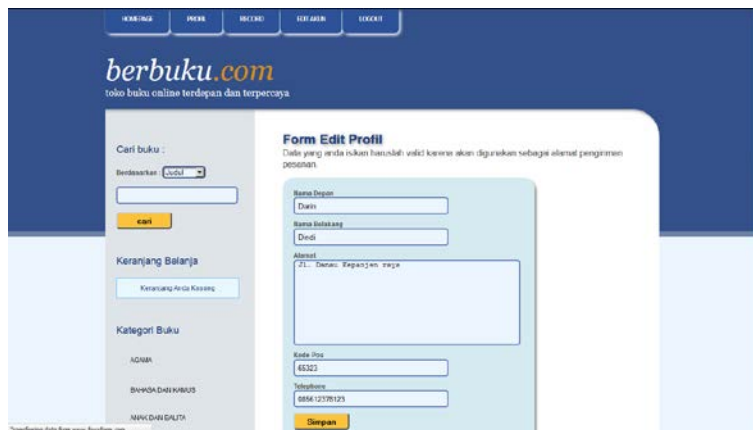 HOMEPAGE PROFIL RECORD EDIT AKUN LOGOUT
berbuku.com
toko buku online terdepan dan terpercaya
Cari buku :
Berdasarkan : Judul
cari
Keranjang Belanja
Keranjang Anda Kosong
Kategori Buku
AGAMA
BAHASA DAN KAMUS
ANAK DAN BALITA
Form Edit Profil
Data yang anda isikan haruslah valid karena akan digunakan sebagai alamat pengiriman
pesanan.
Nama Depan
Darin
Nama Belakang
Diedi
Alamat
Jl. Danau Kepanjen raya
Kode Pos
65323
Telephone
085612378123
Simpan